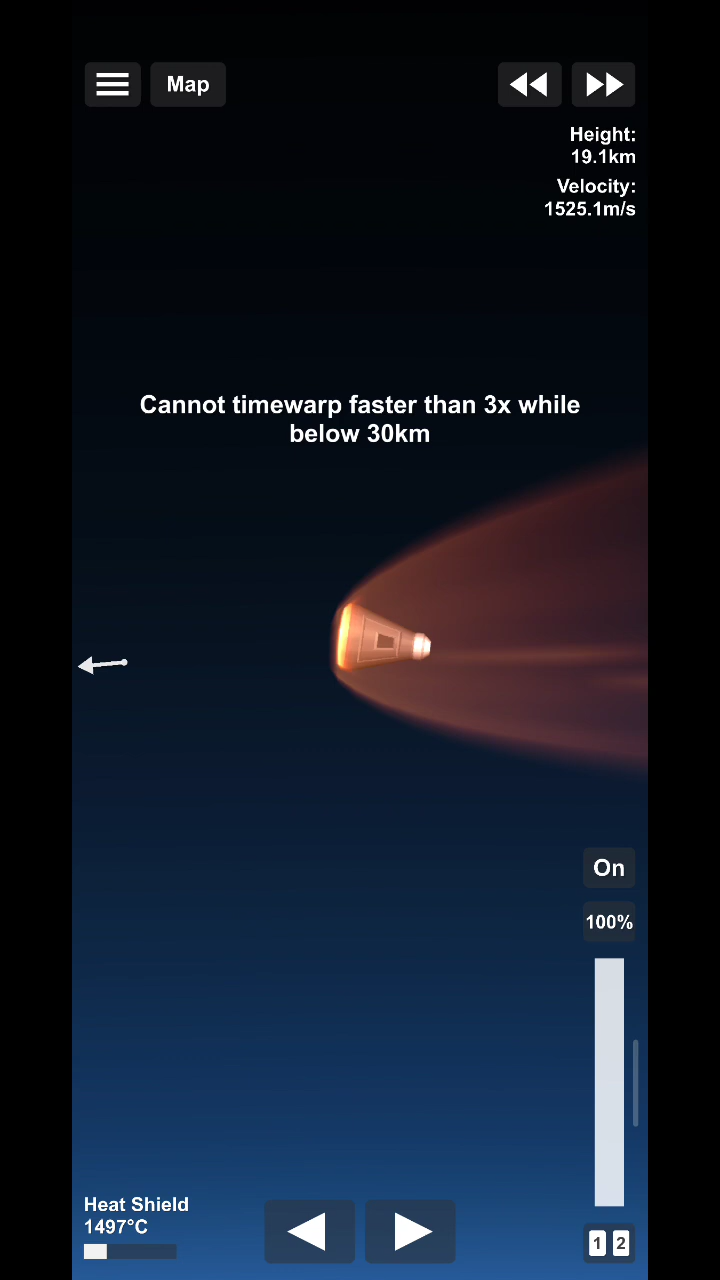 Map
Height:
19.1km
Velocity:
1525.1m/s
Cannot timewarp faster than 3x while
below 30km
On
100%
Heat Shield
1497°C
1 2